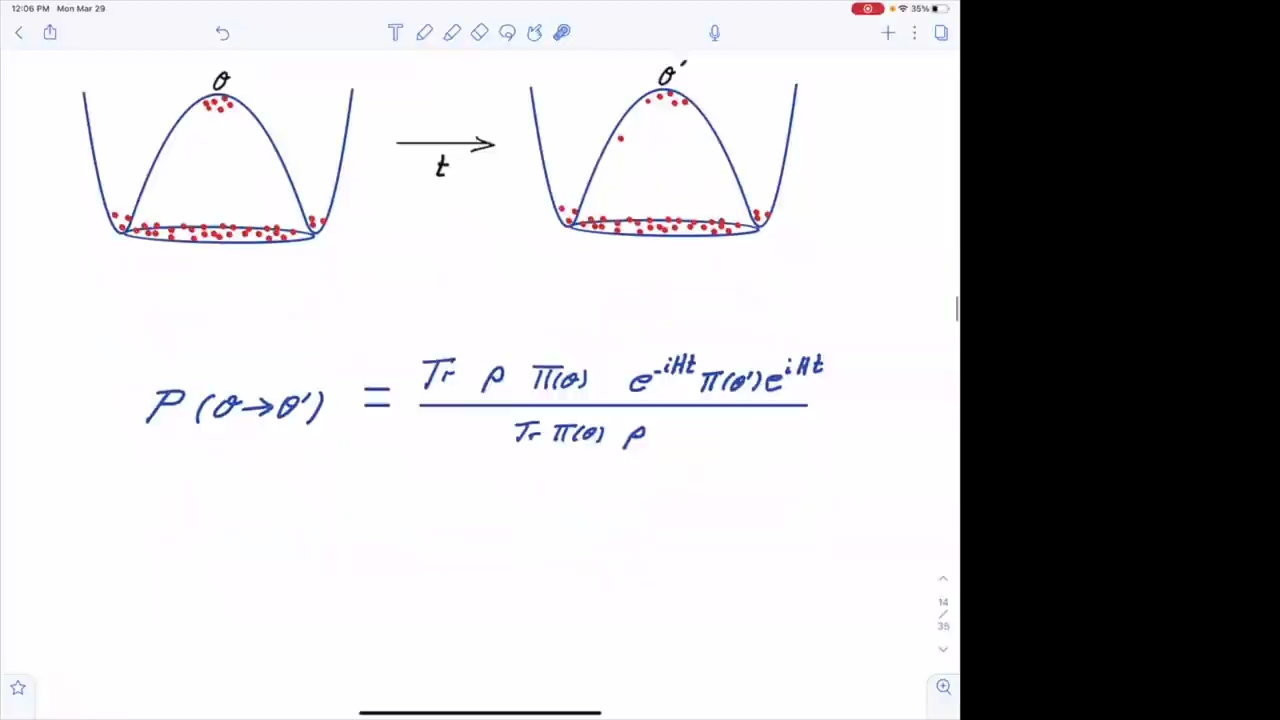 12:06 PM Mon Mar 29
35%
θ
θ′
t
P(θ→θ′) = Tr ρ Π(θ) e^{-iHt} Π(θ′) e^{iHt}
Tr Π(θ) ρ
14
/
35